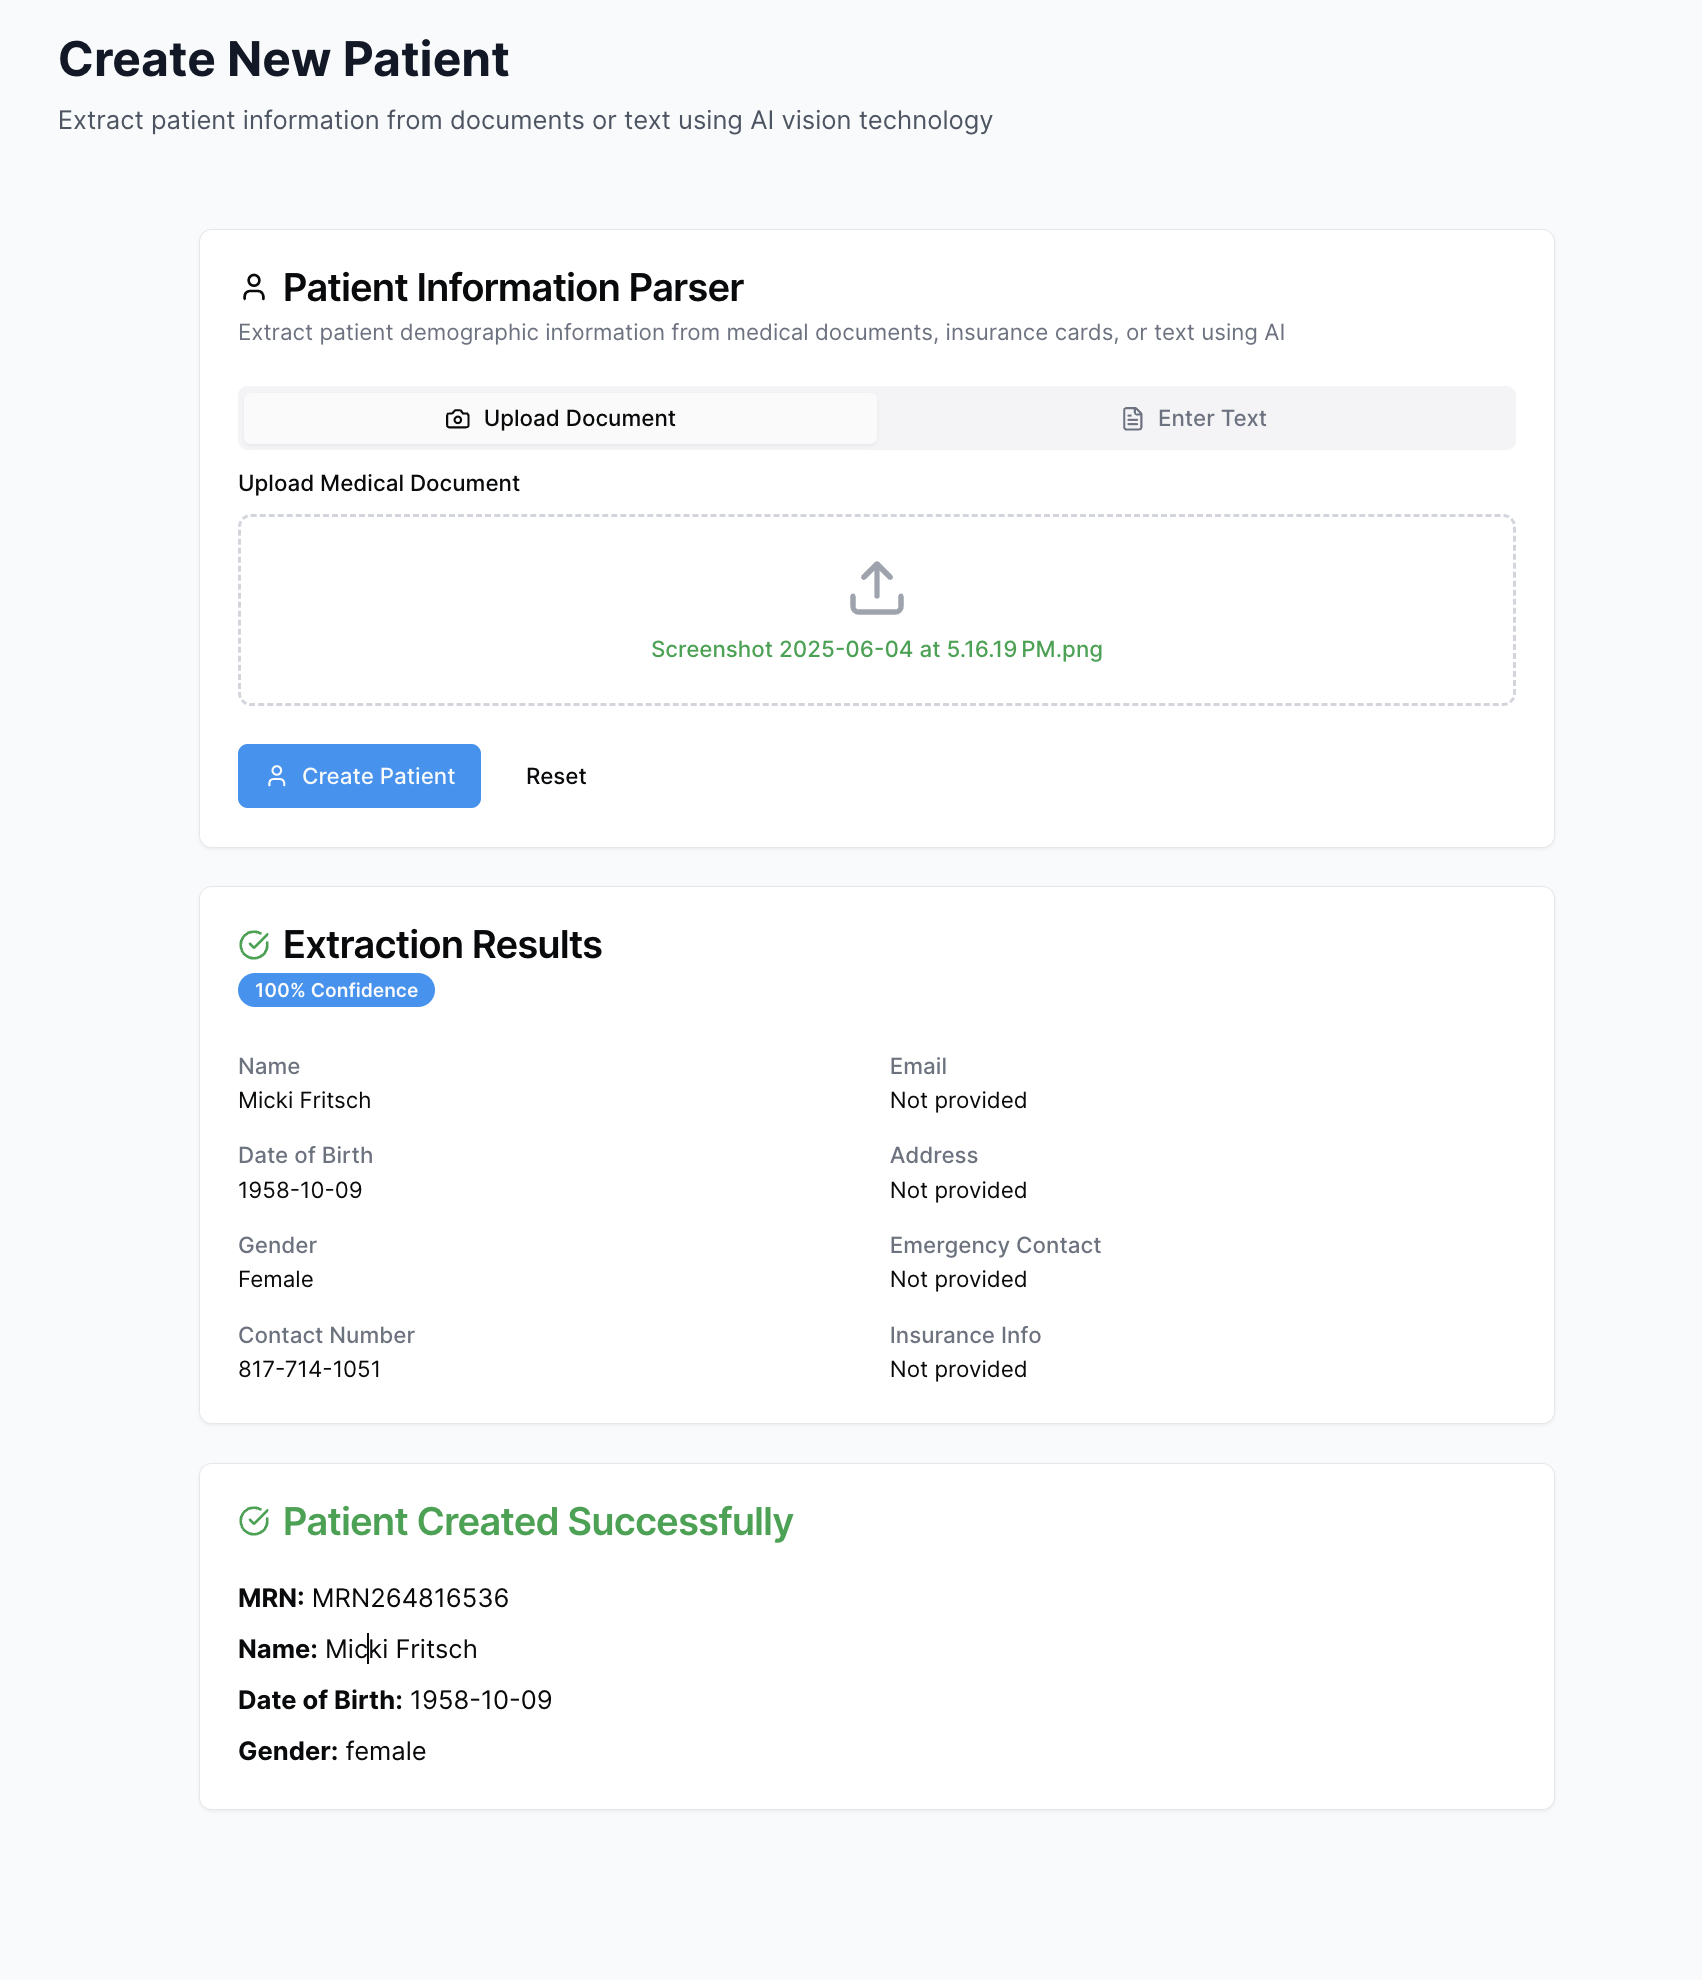 Create New Patient
Extract patient information from documents or text using AI vision technology
Patient Information Parser
Extract patient demographic information from medical documents, insurance cards, or text using AI
Upload Document
Enter Text
Upload Medical Document
Screenshot 2025-06-04 at 5.16.19 PM.png
Create Patient
Reset
Extraction Results
100% Confidence
Name
Micki Fritsch
Email
Not provided
Date of Birth
1958-10-09
Address
Not provided
Gender
Female
Emergency Contact
Not provided
Contact Number
817-714-1051
Insurance Info
Not provided
Patient Created Successfully
MRN: MRN264816536
Name: Micki Fritsch
Date of Birth: 1958-10-09
Gender: female